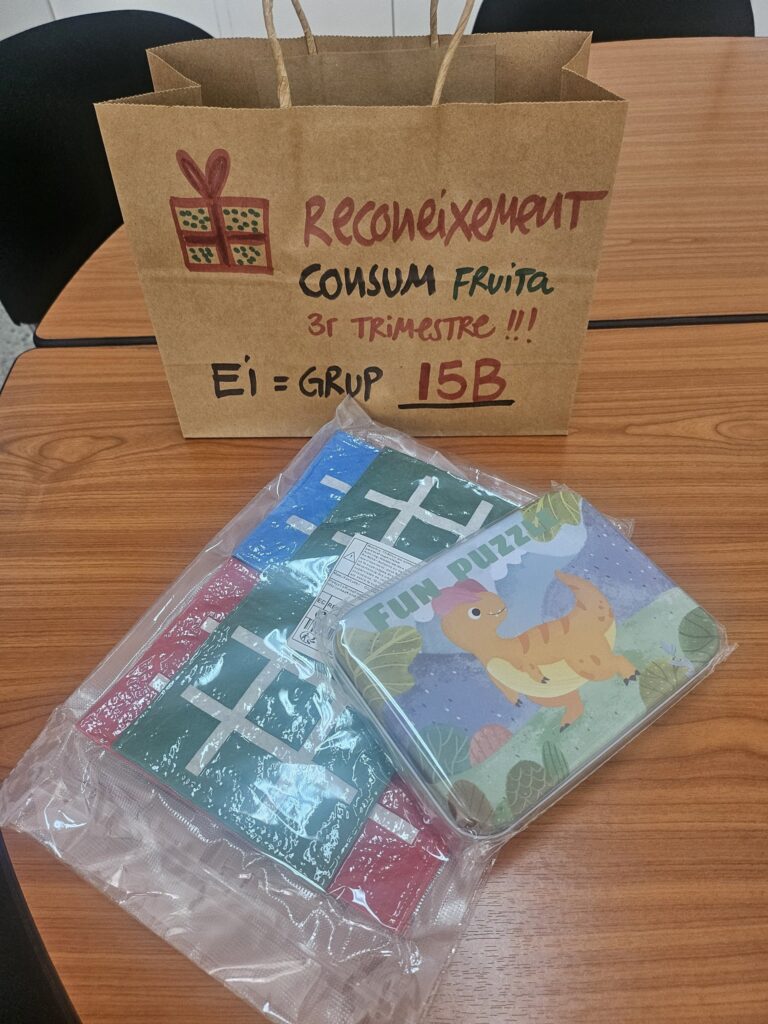 Reconeixement
CONSUM FRUITA
3r TRIMESTRE !!!
Ei = GRUP 15B
FUN PUZZLE